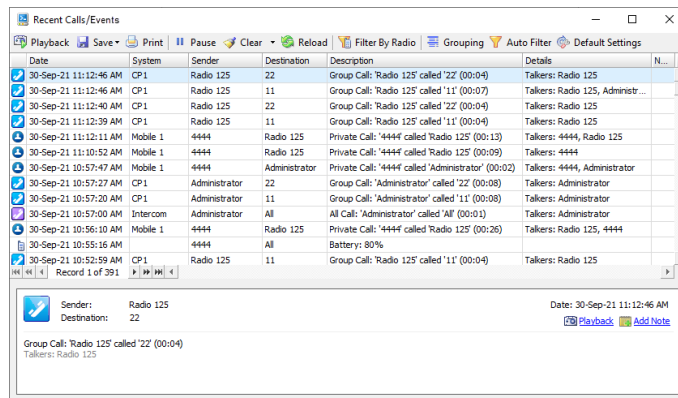 Recent Calls/Events
Playback Save Print Pause Clear Reload Filter By Radio Grouping Auto Filter Default Settings
Date System Sender Destination Description Details N...
30-Sep-21 11:12:46 AM CP1 Radio 125 22 Group Call: 'Radio 125' called '22' (00:04) Talkers: Radio 125
30-Sep-21 11:12:46 AM CP1 Radio 125 11 Group Call: 'Radio 125' called '11' (00:07) Talkers: Radio 125, Administr...
30-Sep-21 11:12:40 AM CP1 Radio 125 22 Group Call: 'Radio 125' called '22' (00:04) Talkers: Radio 125
30-Sep-21 11:12:39 AM CP1 Radio 125 11 Group Call: 'Radio 125' called '11' (00:04) Talkers: Radio 125
30-Sep-21 11:12:11 AM Mobile 1 4444 Radio 125 Private Call: '4444' called 'Radio 125' (00:13) Talkers: 4444, Radio 125
30-Sep-21 11:10:52 AM Mobile 1 4444 Radio 125 Private Call: '4444' called 'Radio 125' (00:09) Talkers: 4444
30-Sep-21 10:57:47 AM Mobile 1 4444 Administrator Private Call: '4444' called 'Administrator' (00:02) Talkers: 4444, Administrator
30-Sep-21 10:57:27 AM CP1 Administrator 22 Group Call: 'Administrator' called '22' (00:08) Talkers: Administrator
30-Sep-21 10:57:20 AM CP1 Administrator 11 Group Call: 'Administrator' called '11' (00:08) Talkers: Administrator
30-Sep-21 10:57:00 AM Intercom Administrator All All Call: 'Administrator' called 'All' (00:01) Talkers: Administrator
30-Sep-21 10:56:10 AM Mobile 1 4444 Radio 125 Private Call: '4444' called 'Radio 125' (00:26) Talkers: Radio 125, 4444
30-Sep-21 10:55:16 AM 4444 All Battery: 80%
30-Sep-21 10:52:59 AM CP1 Radio 125 11 Group Call: 'Radio 125' called '11' (00:04) Talkers: Radio 125
Record 1 of 391
Sender: Radio 125 Date: 30-Sep-21 11:12:46 AM
Destination: 22 Playback Add Note
Group Call: 'Radio 125' called '22' (00:04)
Talkers: Radio 125